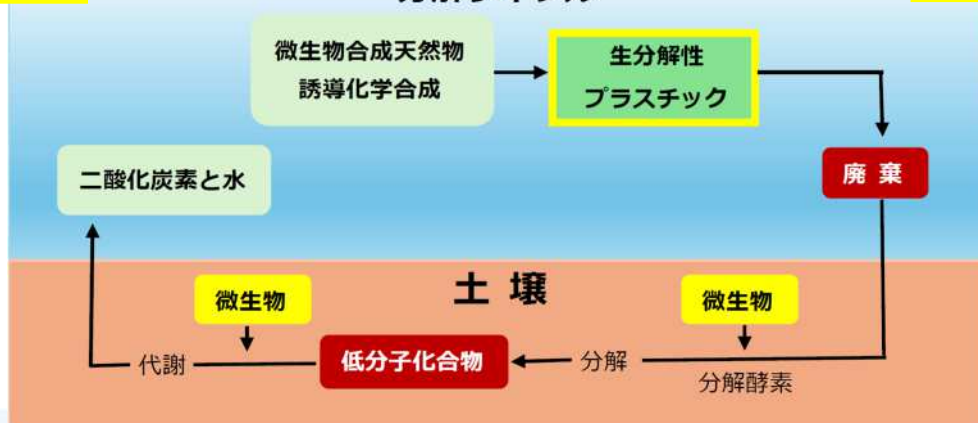 微生物合成天然物
誘導化学合成
生分解性
プラスチック
廃 棄
二酸化炭素と水
土 壌
微生物
微生物
代謝
低分子化合物
分解
分解酵素